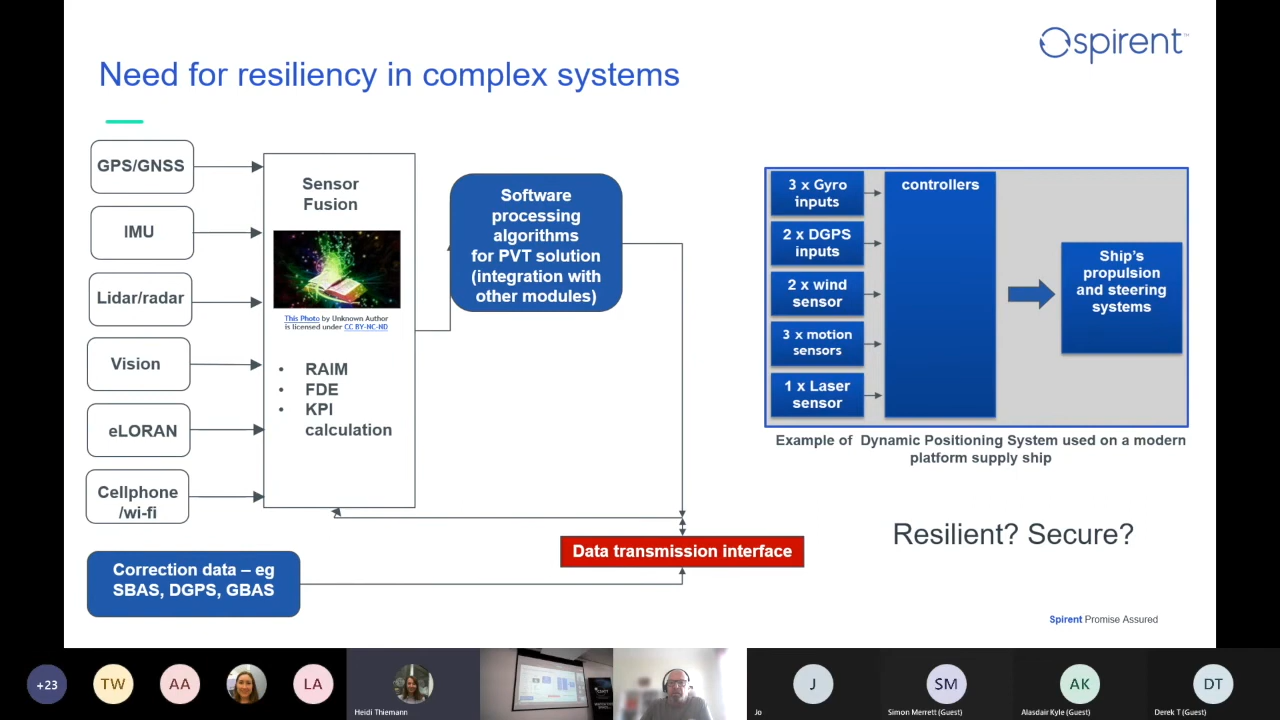 spirent
Need for resiliency in complex systems
GPS/GNSS
IMU
Lidar/radar
Vision
eLORAN
Cellphone
/wi-fi
Correction data – eg
SBAS, DGPS, GBAS
Sensor
Fusion
This Photo by Unknown Author
is licensed under CC BY-NC-ND
• RAIM
• FDE
• KPI
calculation
Software
processing
algorithms
for PVT solution
(integration with
other modules)
Data transmission interface
3 x Gyro
inputs
2 x DGPS
inputs
2 x wind
sensor
3 x motion
sensors
1 x Laser
sensor
controllers
Ship's
propulsion
and steering
systems
Example of Dynamic Positioning System used on a modern
platform supply ship
Resilient? Secure?
Spirent Promise Assured
+23
TW
AA
LA
Heidi Thiemann
J
Jo
SM
Simon Merrett (Guest)
AK
Alasdair Kyle (Guest)
DT
Derek T (Guest)